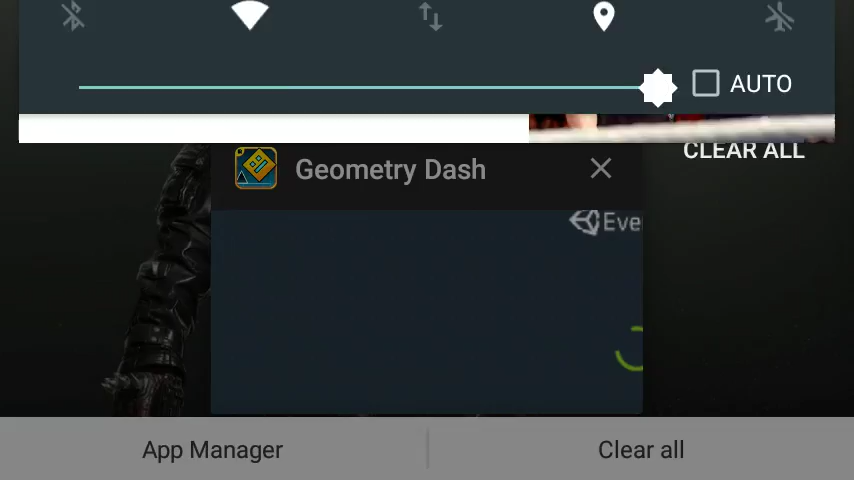 AUTO
CLEAR ALL
Geometry Dash
Eve
App Manager
Clear all